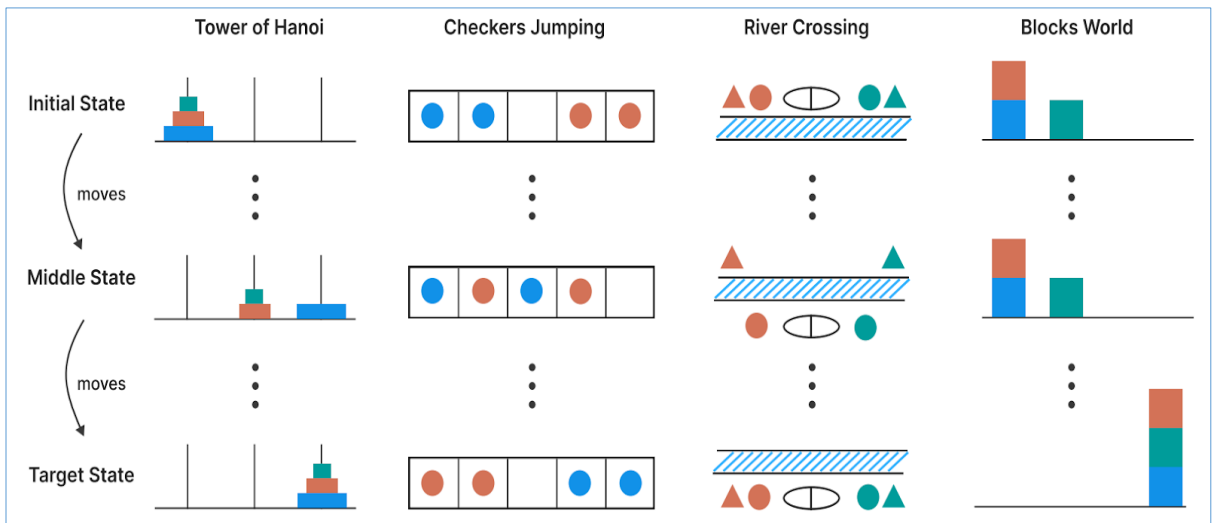 Tower of Hanoi
Checkers Jumping
River Crossing
Blocks World
Initial State
moves
Middle State
moves
Target State